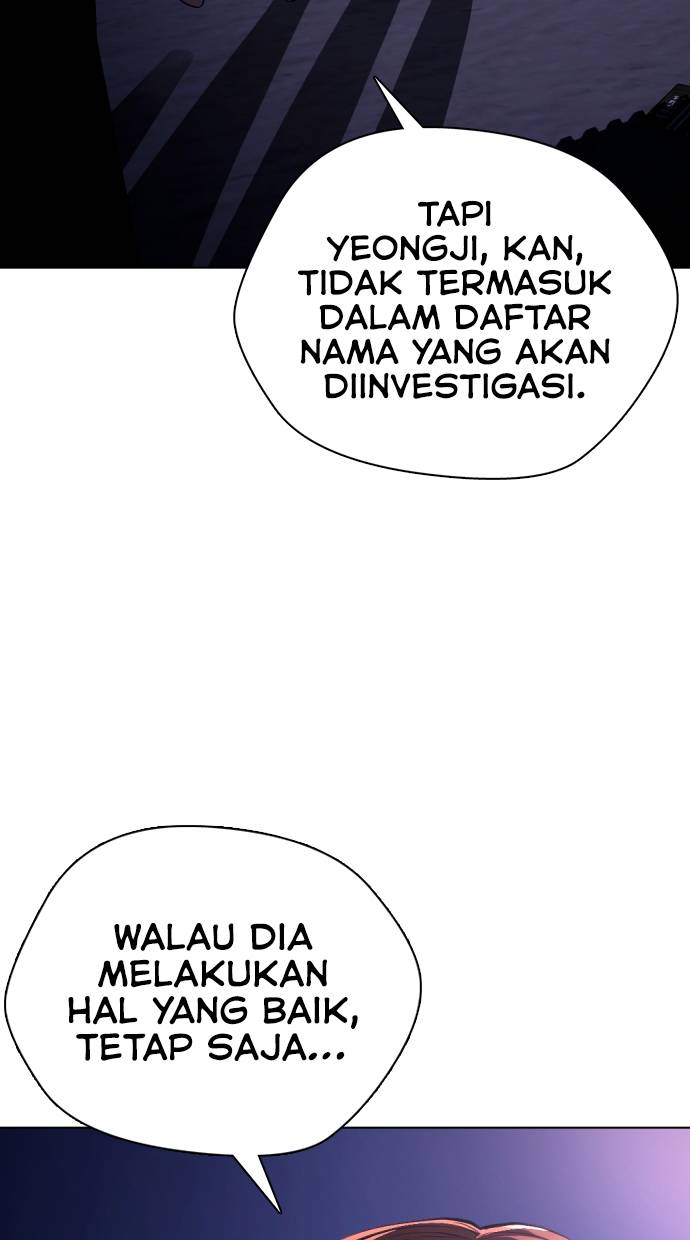 TAPI
YEONGJI, KAN,
TIDAK TERMASUK
DALAM DAFTAR
NAMA YANG AKAN
DIINVESTIGASI.
WALAU DIA
MELAKUKAN
HAL YANG BAIK,
TETAP SAJA...